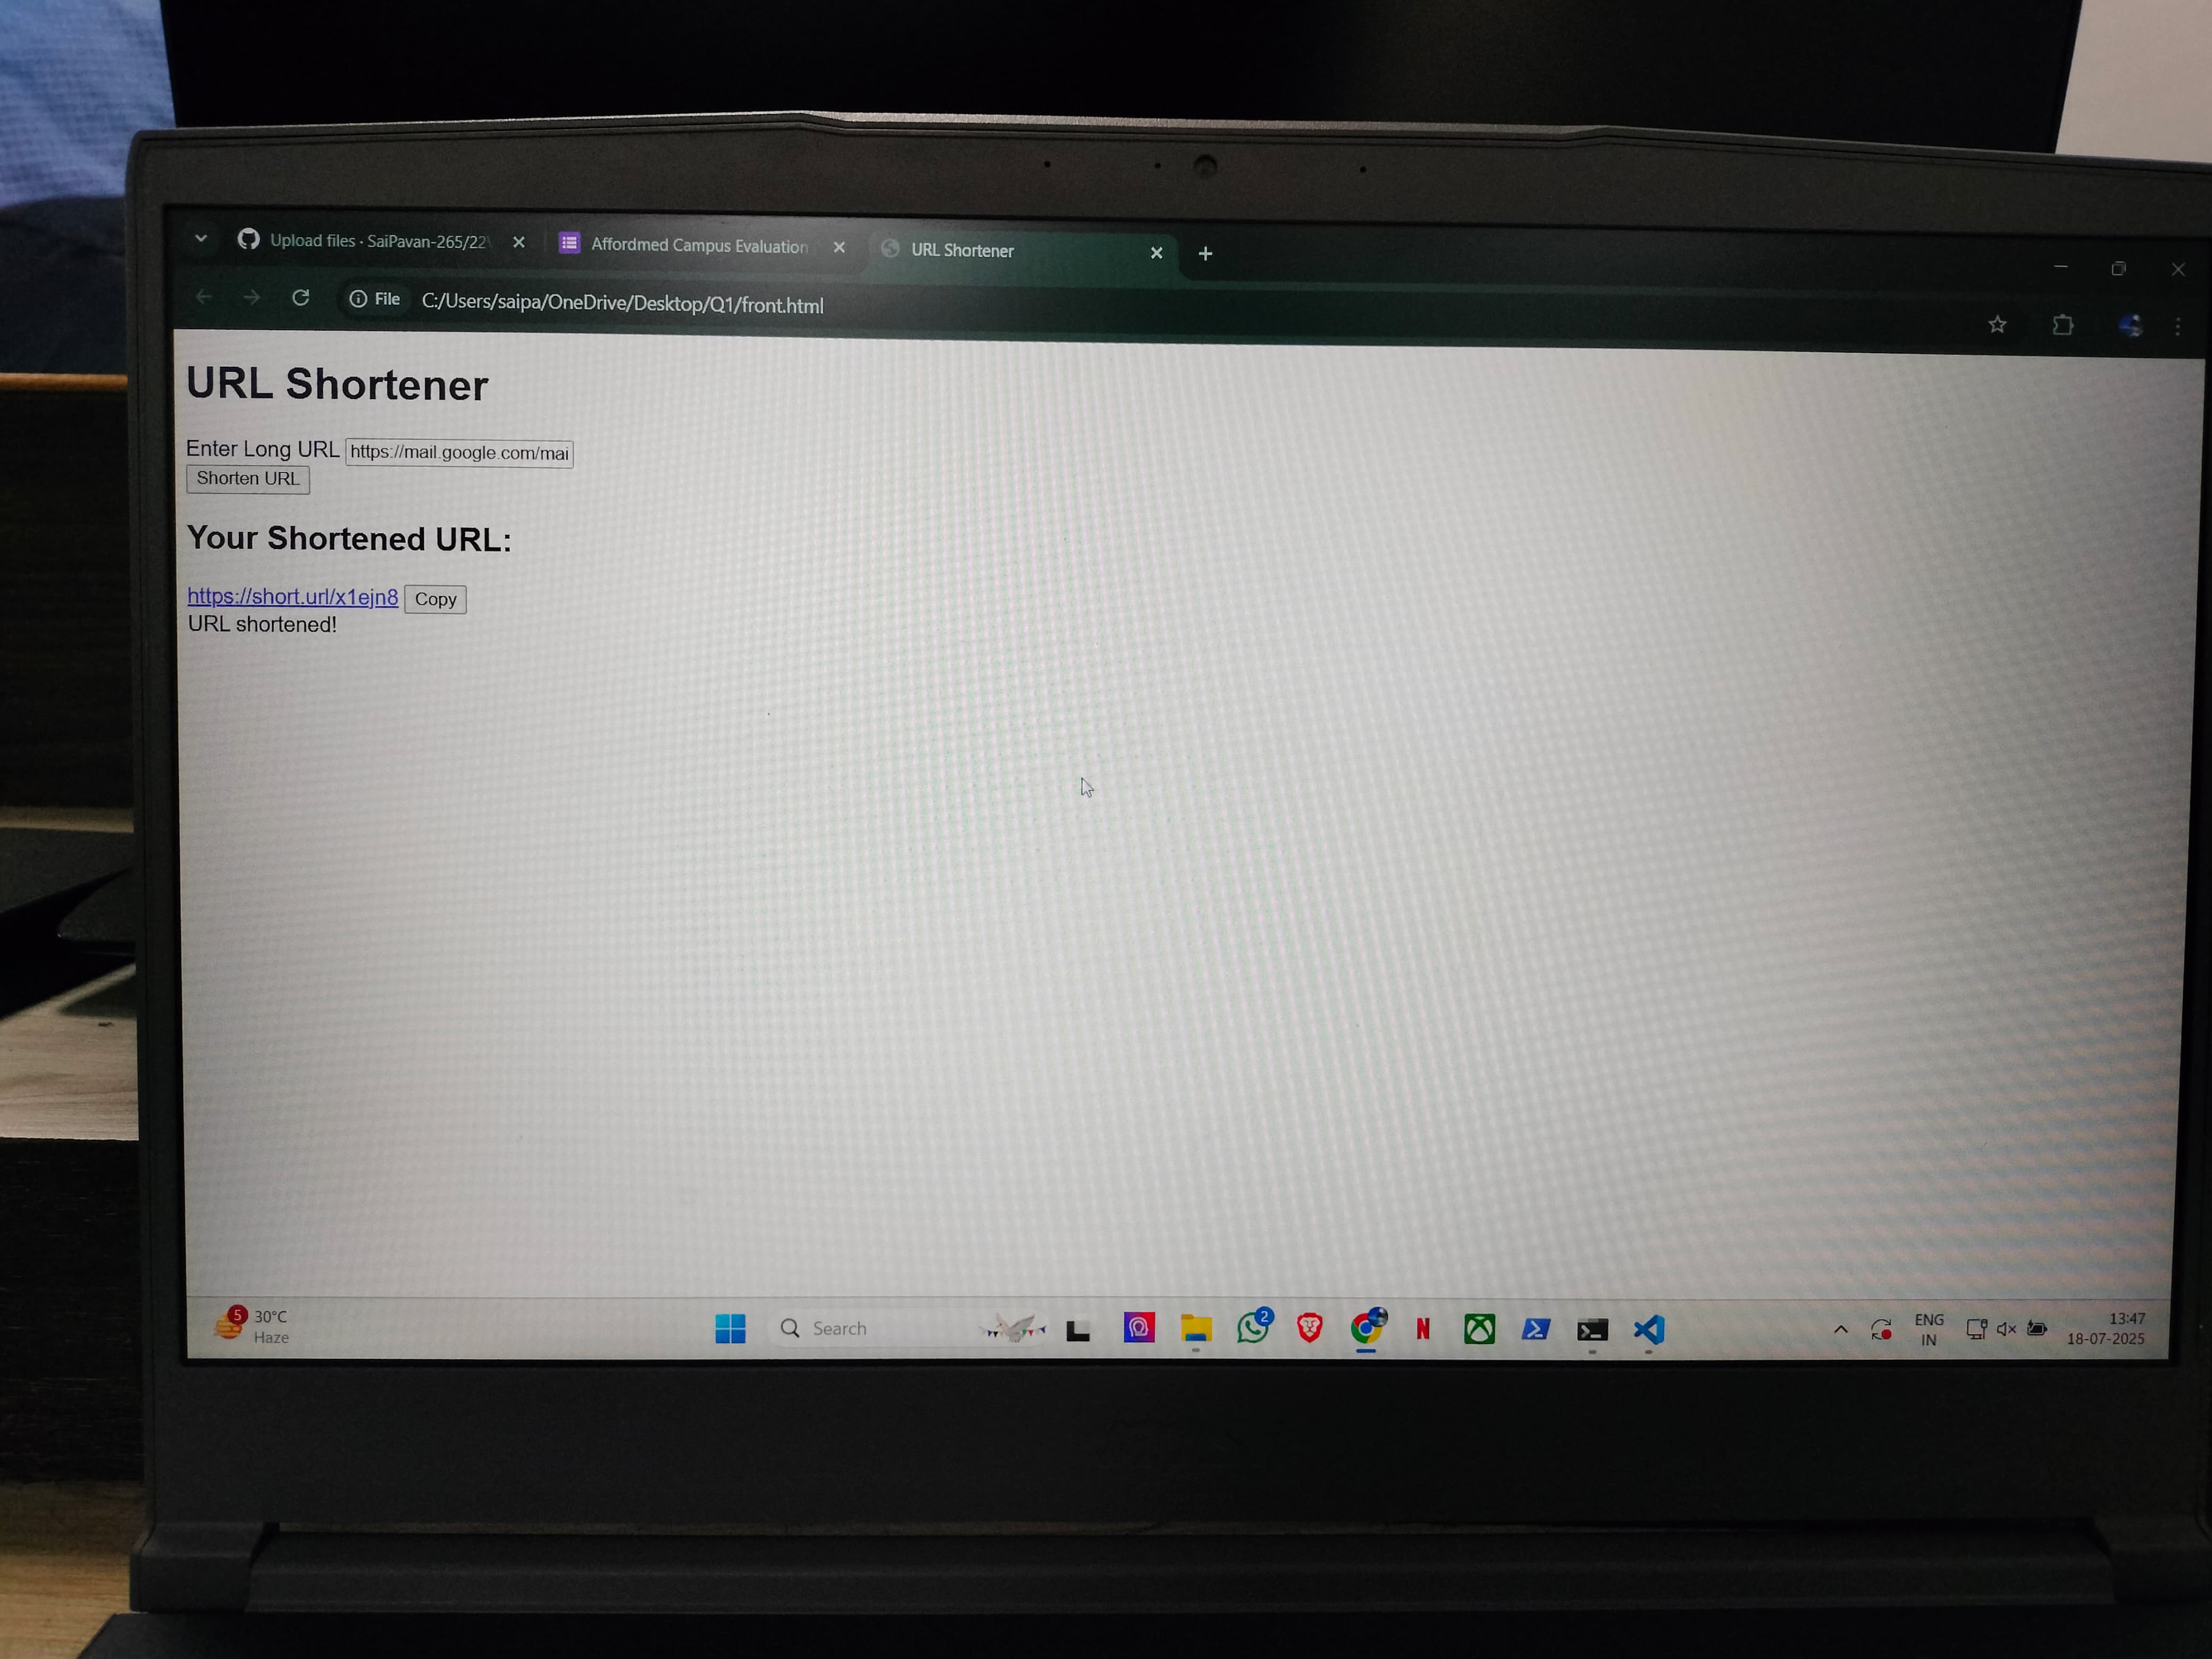 Upload files · SaiPavan-265/22
Affordmed Campus Evaluation
URL Shortener
File
C:/Users/saipa/OneDrive/Desktop/Q1/front.html
URL Shortener
Enter Long URL https://mail.google.com/mai
Shorten URL
Your Shortened URL:
https://short.url/x1ejn8 Copy
URL shortened!
5
30°C
Haze
Search
2
N
ENG
IN
13:47
18-07-2025